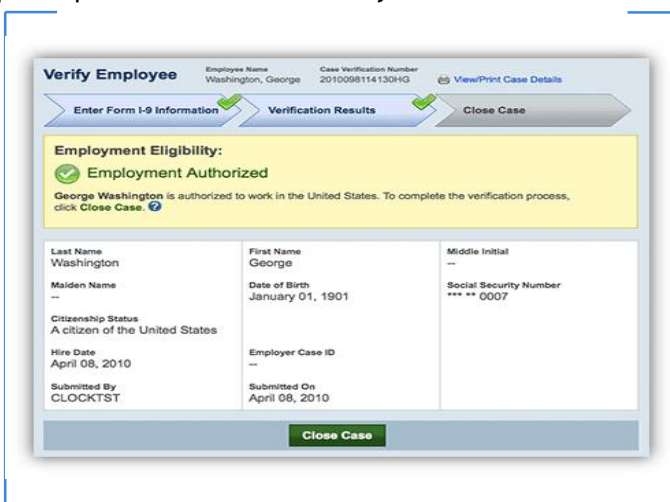 Verify Employee
Employee Name
Washington, George
Case Verification Number
2010098114130HG
View/Print Case Details
Enter Form I-9 Information
Verification Results
Close Case
Employment Eligibility:
Employment Authorized
George Washington is authorized to work in the United States. To complete the verification process,
click Close Case. ?
Last Name
Washington
First Name
George
Middle Initial
--
Maiden Name
--
Date of Birth
January 01, 1901
Social Security Number
*** ** 0007
Citizenship Status
A citizen of the United States
Hire Date
April 08, 2010
Employer Case ID
--
Submitted By
CLOCKTST
Submitted On
April 08, 2010
Close Case